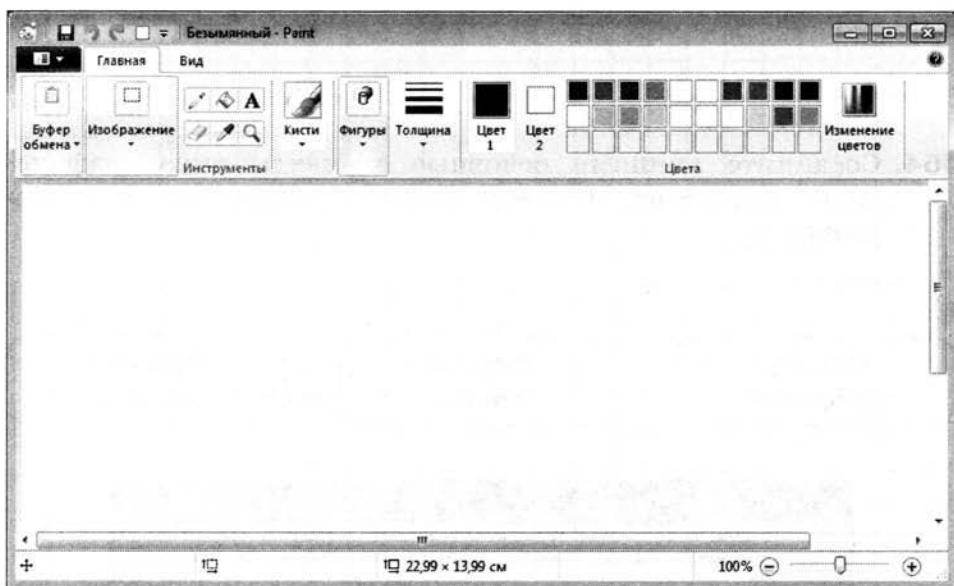 Безымянный - Paint
Главная Вид
Буфер обмена
Изображение
Инструменты
Кисти
Фигуры
Толщина
Цвет 1
Цвет 2
Изменение цветов
Цвета
22,99 × 13,99 см
100%